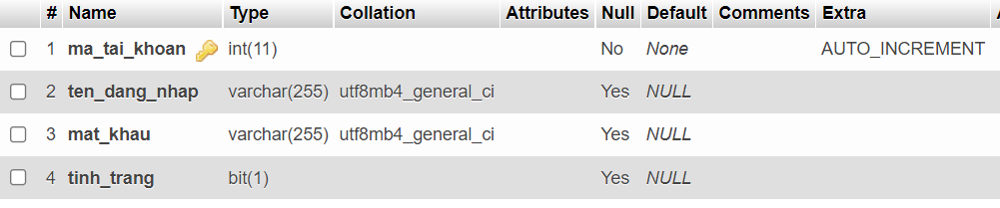 # Name Type Collation Attributes Null Default Comments Extra
1 ma_tai_khoan int(11) No None AUTO_INCREMENT
2 ten_dang_nhap varchar(255) utf8mb4_general_ci Yes NULL
3 mat_khau varchar(255) utf8mb4_general_ci Yes NULL
4 tinh_trang bit(1) Yes NULL